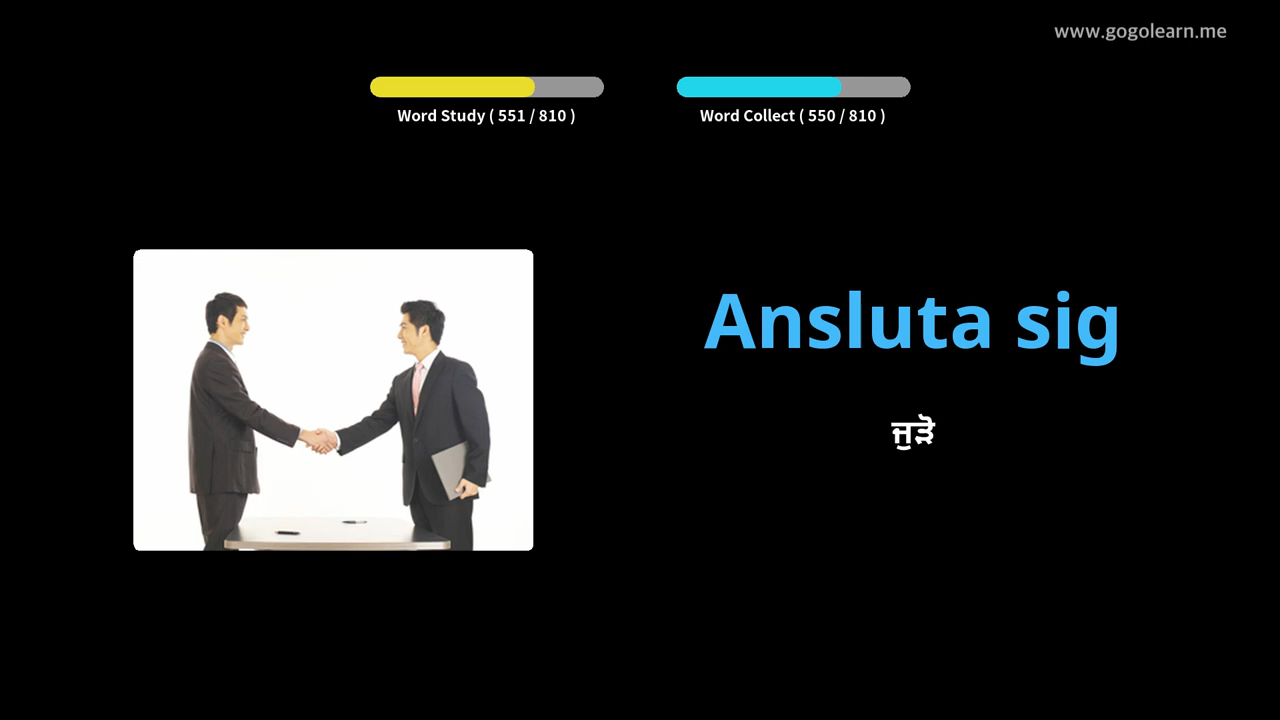 www.gogolearn.me
Word Study ( 551 / 810 )
Word Collect ( 550 / 810 )
Ansluta sig
ਜੁੜੋ